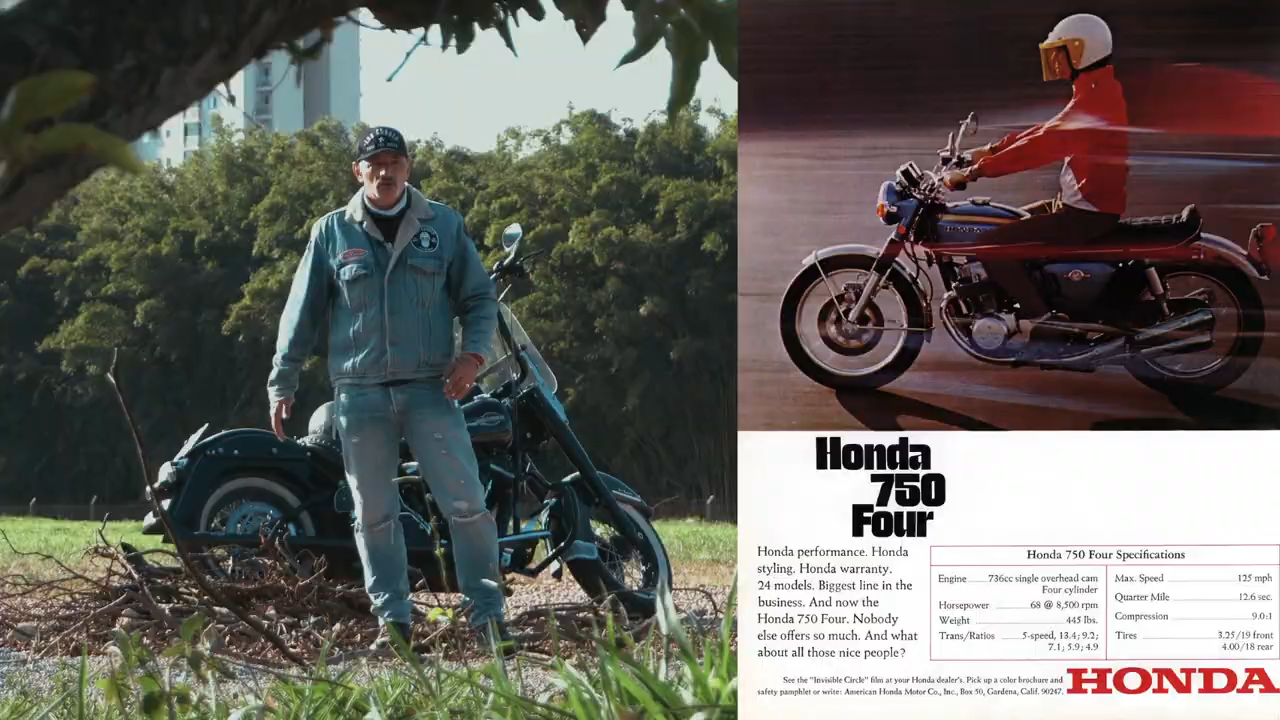 HONDA
Honda
750
Four
Honda performance. Honda
styling. Honda warranty.
24 models. Biggest line in the
business. And now the
Honda 750 Four. Nobody
else offers so much. And what
about all those nice people?
Honda 750 Four Specifications
Engine 736cc single overhead cam
Four cylinder
Horsepower 68 @ 8,500 rpm
Weight 445 lbs.
Trans/Ratios 5-speed, 13.4; 9.2;
7.1; 5.9; 4.9
Max. Speed 125 mph
Quarter Mile 12.6 sec.
Compression 9.0:1
Tires 3.25/19 front
4.00/18 rear
See the "Invisible Circle" film at your Honda dealer's. Pick up a color brochure and
safety pamphlet or write: American Honda Motor Co., Inc., Box 50, Gardena, Calif. 90247.
HONDA